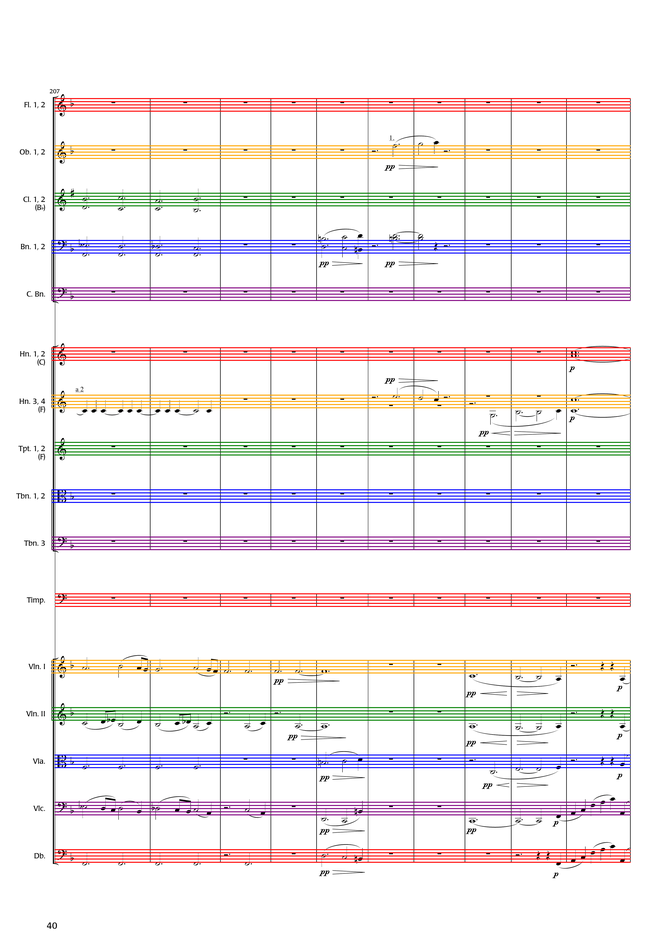 207
Fl. 1, 2
Ob. 1, 2
1.
pp
Cl. 1, 2
(B♭)
Bn. 1, 2
pp pp
C. Bn.
Hn. 1, 2
(C)
p
pp
a.2
Hn. 3, 4
(F)
p
pp
Tpt. 1, 2
(F)
Tbn. 1, 2
Tbn. 3
Timp.
Vln. I
pp pp p
Vln. II
pp pp p
Vla.
pp pp p
Vlc.
pp pp p
Db.
pp p
40